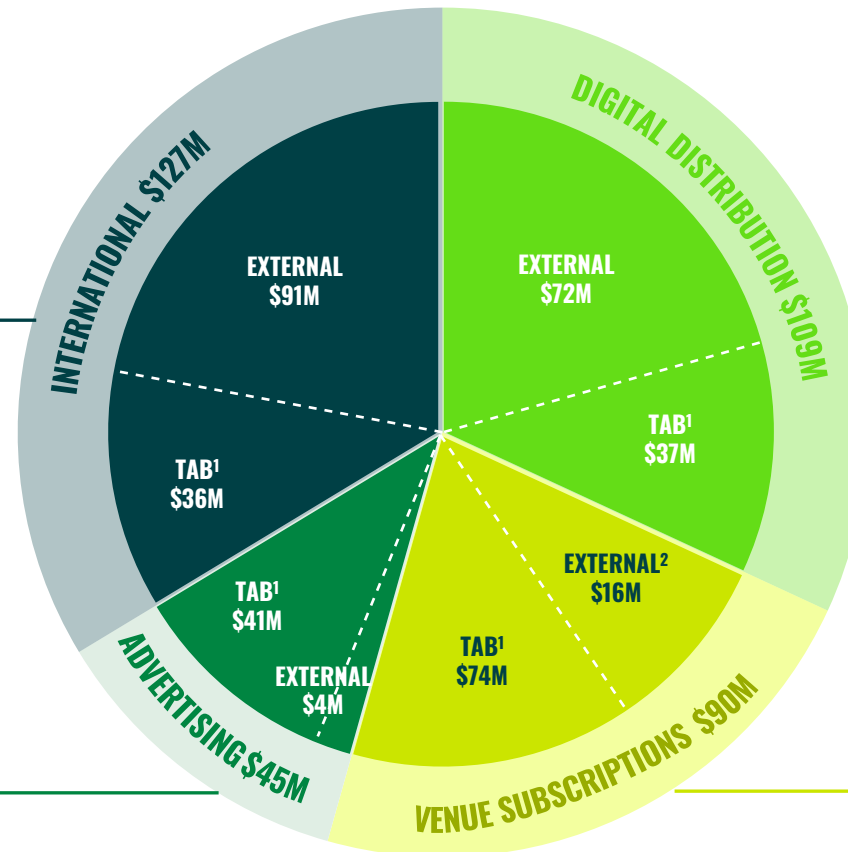 INTERNATIONAL $127M
EXTERNAL
$91M
TAB¹
$36M
DIGITAL DISTRIBUTION $109M
EXTERNAL
$72M
TAB¹
$37M
ADVERTISING $45M
TAB¹
$41M
EXTERNAL
$4M
VENUE SUBSCRIPTIONS $90M
EXTERNAL²
$16M
TAB¹
$74M